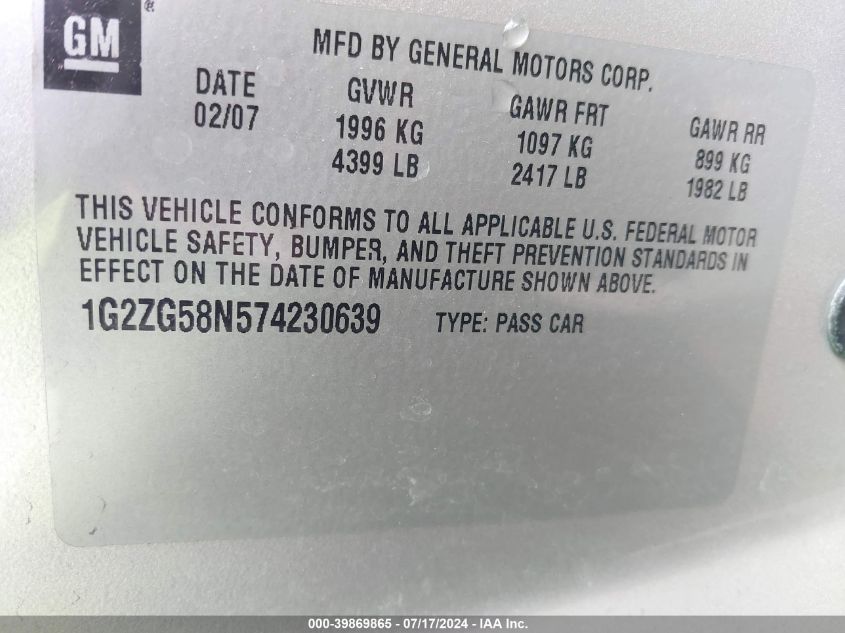 GM ®
MFD BY GENERAL MOTORS CORP.
DATE GVWR GAWR FRT GAWR RR
02/07 1996 KG 1097 KG 899 KG
4399 LB 2417 LB 1982 LB
THIS VEHICLE CONFORMS TO ALL APPLICABLE U.S. FEDERAL MOTOR
VEHICLE SAFETY, BUMPER, AND THEFT PREVENTION STANDARDS IN
EFFECT ON THE DATE OF MANUFACTURE SHOWN ABOVE.
1G2ZG58N574230639 TYPE: PASS CAR
000-39869865 - 07/17/2024 - IAA Inc.